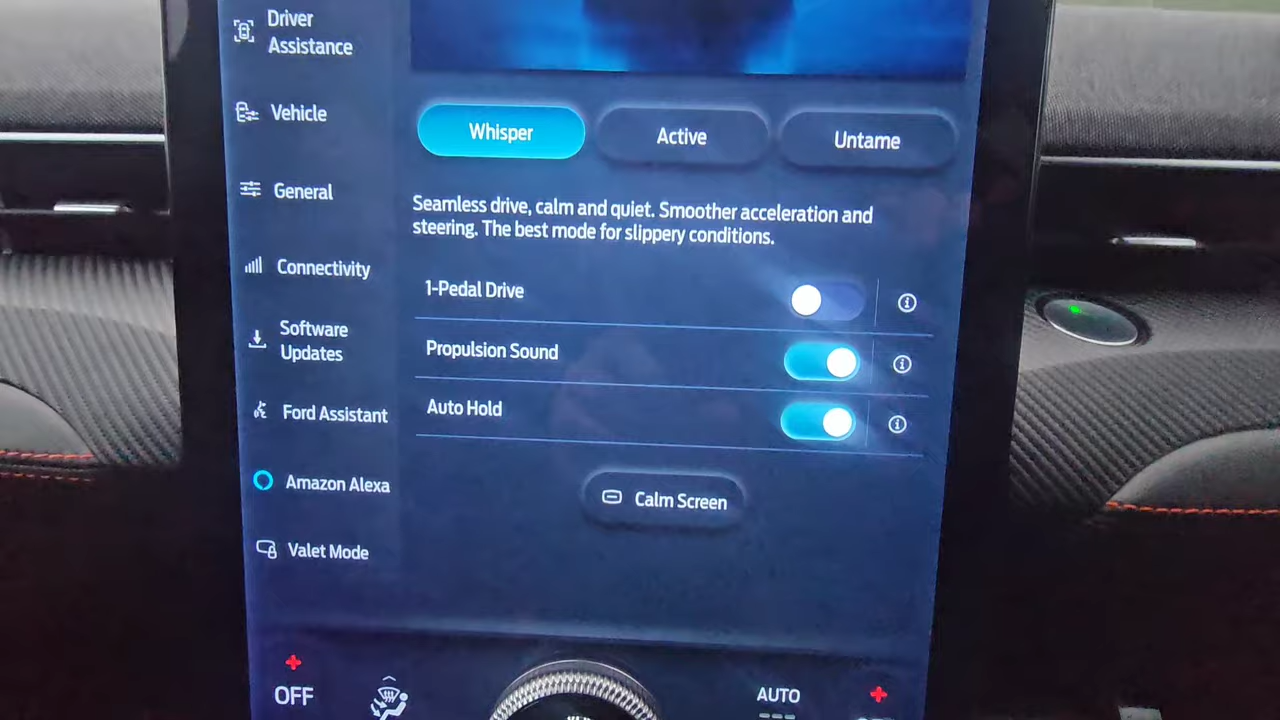 Driver
Assistance
Vehicle
General
Connectivity
Software
Updates
Ford Assistant
Amazon Alexa
Valet Mode
Whisper
Active
Untame
Seamless drive, calm and quiet. Smoother acceleration and
steering. The best mode for slippery conditions.
1-Pedal Drive
Propulsion Sound
Auto Hold
Calm Screen
OFF
AUTO